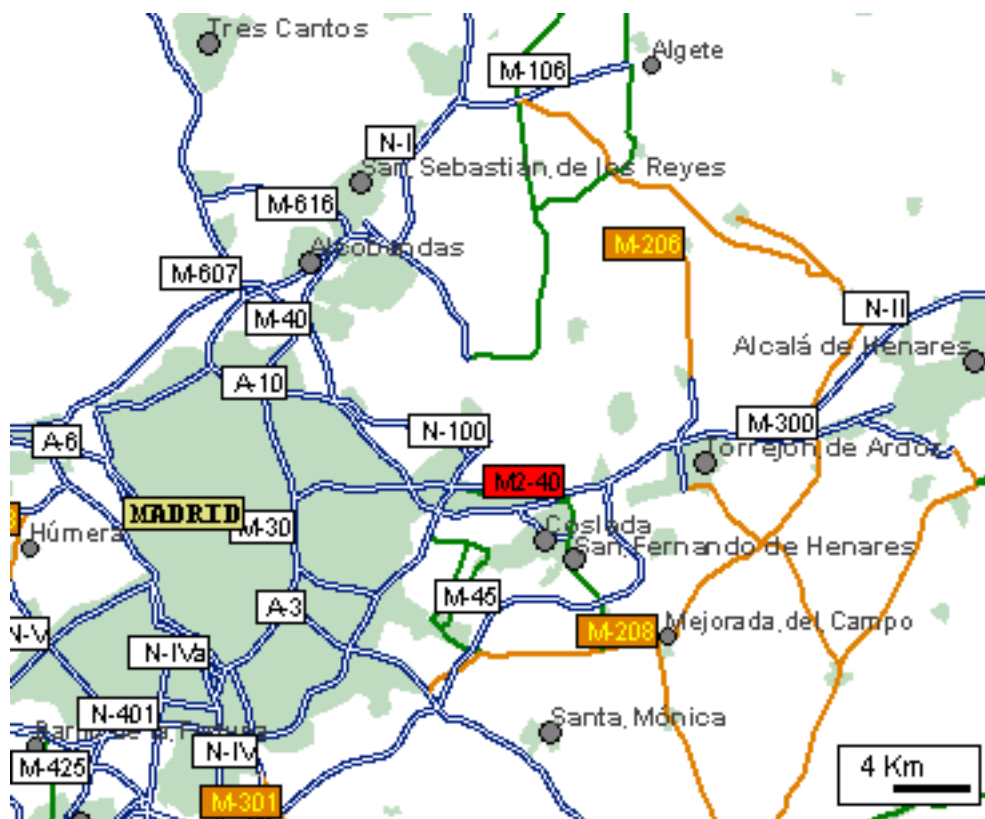 Tres Cantos
Algete
M-106
N-I
San Sebastián de los Reyes
M-616
Alcobendas
M-206
M-607
N-II
M-40
Alcalá de Henares
A-10
M-300
N-100
A-6
Torrejón de Ardoz
M2-40
MADRID
M-30
Húmera
Coslada
San Fernando de Henares
M-45
A-3
N-V
M-208
Mejorada del Campo
N-IVa
N-401
Santa Mónica
N-IV
M-425
4 Km
M-301